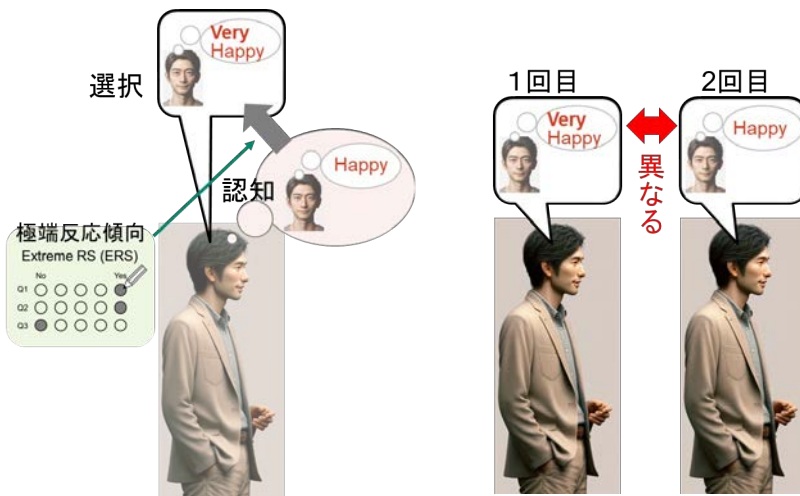 選択
Very
Happy
認知
Happy
極端反応傾向
Extreme RS (ERS)
No Yes
Q1
Q2
Q3
1回目
Very
Happy
異なる
2回目
Happy